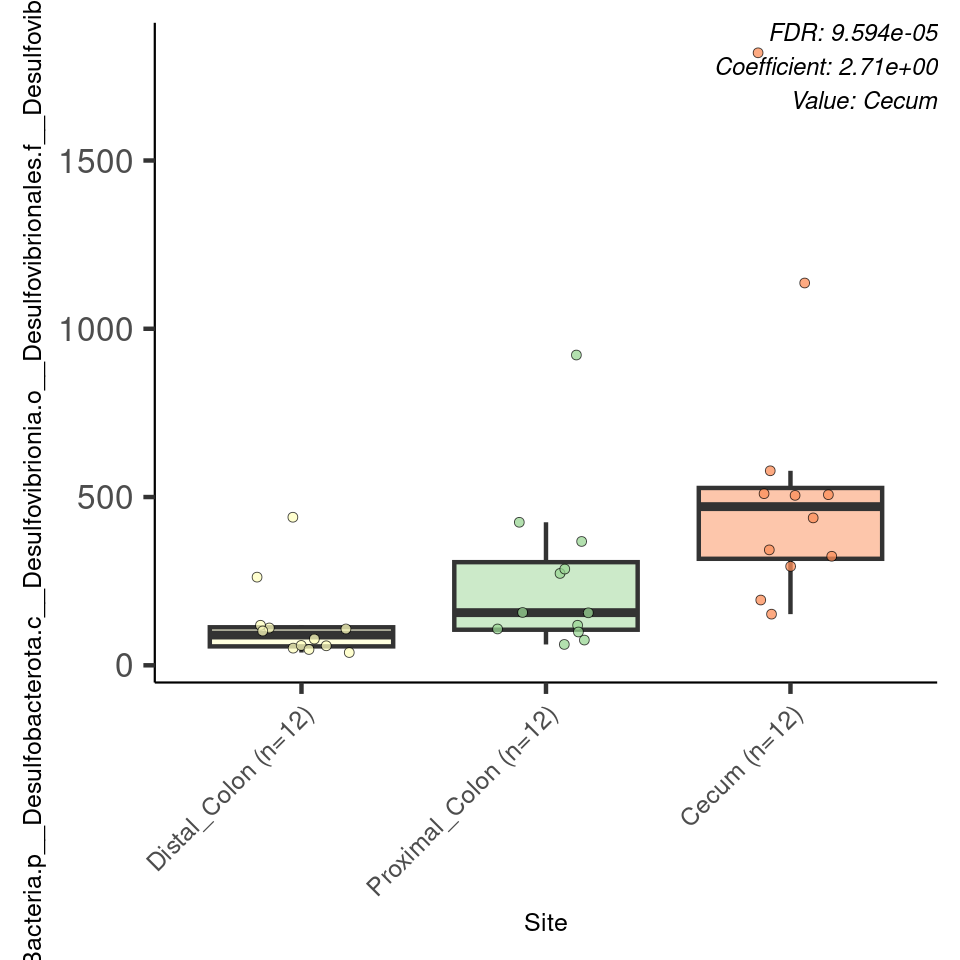 FDR: 9.594e-05
Coefficient: 2.71e+00
Value: Cecum
Bacteria.p__Desulfobacterota.c__Desulfovibrionia.o__Desulfovibrionales.f__Desulfovib
1500
1000
500
0
Distal_Colon (n=12)
Proximal_Colon (n=12)
Cecum (n=12)
Site